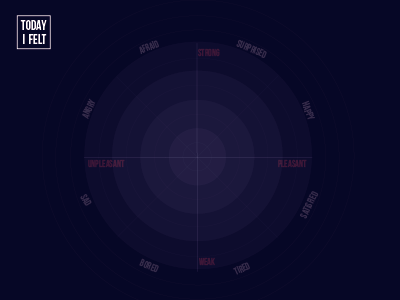 TODAY
I FELT
AFRAID
STRONG
SURPRISED
ANGRY
HAPPY
UNPLEASANT
PLEASANT
SAD
SATISFIED
BORED
WEAK
TIRED